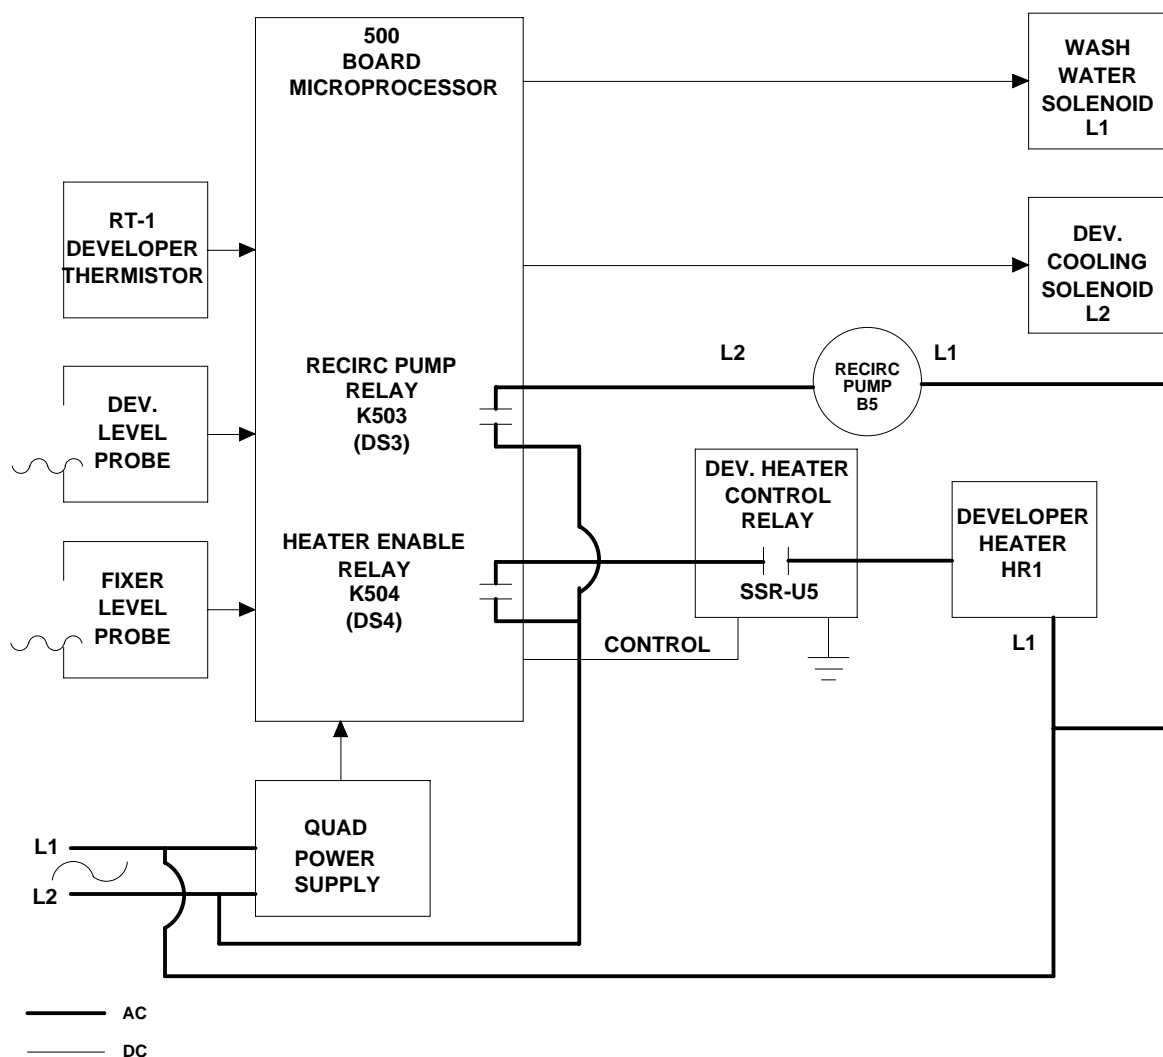 500
BOARD
MICROPROCESSOR
WASH
WATER
SOLENOID
L1
RT-1
DEVELOPER
THERMISTOR
DEV.
COOLING
SOLENOID
L2
RECIRC PUMP
RELAY
K503
(DS3)
L2
RECIRC
PUMP
B5
L1
DEV.
LEVEL
PROBE
DEV. HEATER
CONTROL
RELAY
SSR-U5
DEVELOPER
HEATER
HR1
HEATER ENABLE
RELAY
K504
(DS4)
FIXER
LEVEL
PROBE
CONTROL
L1
QUAD
POWER
SUPPLY
L1
L2
AC
DC